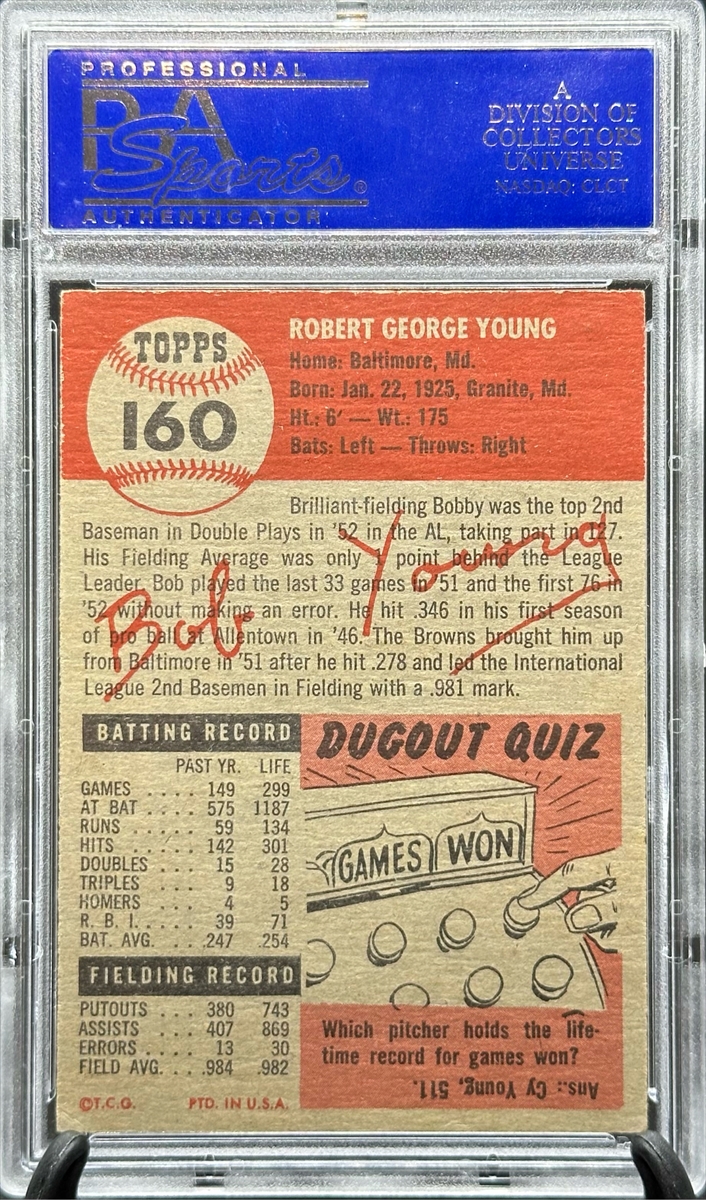 PROFESSIONAL
PSA
Sports®
AUTHENTICATOR
A
DIVISION OF
COLLECTORS
UNIVERSE
NASDAQ: CLCT
TOPPS
160
ROBERT GEORGE YOUNG
Home: Baltimore, Md.
Born: Jan. 22, 1925, Granite, Md.
Ht.: 6' — Wt.: 175
Bats: Left — Throws: Right
Brilliant-fielding Bobby was the top 2nd
Baseman in Double Plays in '52 in the AL, taking part in 127.
His Fielding Average was only 1 point behind the League
Leader. Bob played the last 33 games in '51 and the first 76 in
'52 without making an error. He hit .346 in his first season
of pro ball at Allentown in '46. The Browns brought him up
from Baltimore in '51 after he hit .278 and led the International
League 2nd Basemen in Fielding with a .981 mark.
Bob Young
BATTING RECORD
PAST YR. LIFE
GAMES .... 149 299
AT BAT .... 575 1187
RUNS ..... 59 134
HITS ..... 142 301
DOUBLES .. 15 28
TRIPLES ... 9 18
HOMERS ... 4 5
R. B. I. .... 39 71
BAT. AVG. .. .247 .254
FIELDING RECORD
PUTOUTS ... 380 743
ASSISTS ... 407 869
ERRORS .... 13 30
FIELD AVG. .. .984 .982
©T.C.G. PTD. IN U.S.A.
DUGOUT QUIZ
GAMES WON
Which pitcher holds the life-
time record for games won?
Ans.: Cy Young, 511.